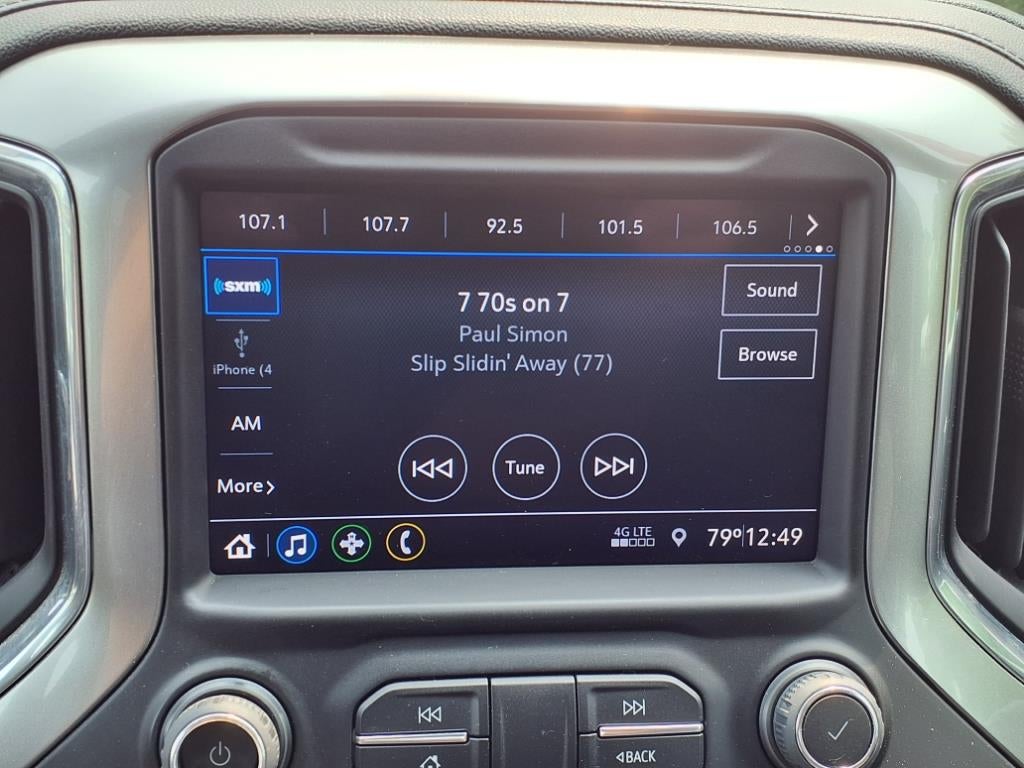 107.1 107.7 92.5 101.5 106.5
sxm
7 70s on 7
Sound
Paul Simon
Slip Slidin' Away (77)
Browse
iPhone (4
AM
Tune
More
4G LTE
79° 12:49
BACK